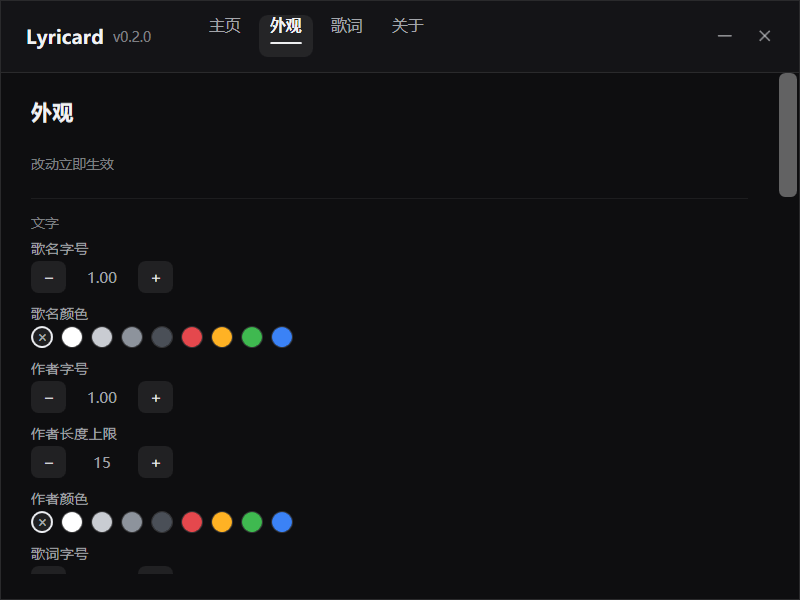 Lyricard v0.2.0 主页 外观 歌词 关于
外观
改动立即生效
文字
歌名字号
− 1.00 +
歌名颜色
作者字号
− 1.00 +
作者长度上限
− 15 +
作者颜色
歌词字号